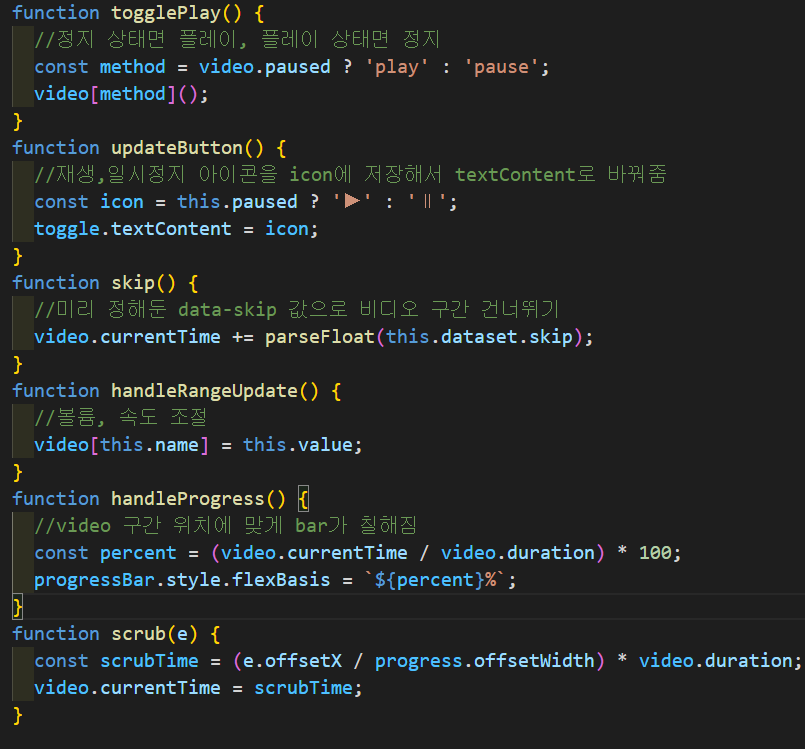 function togglePlay() {
  //정지 상태면 플레이, 플레이 상태면 정지
  const method = video.paused ? 'play' : 'pause';
  video[method]();
}
function updateButton() {
  //재생,일시정지 아이콘을 icon에 저장해서 textContent로 바꿔줌
  const icon = this.paused ? '►' : '॥';
  toggle.textContent = icon;
}
function skip() {
  //미리 정해둔 data-skip 값으로 비디오 구간 건너뛰기
  video.currentTime += parseFloat(this.dataset.skip);
}
function handleRangeUpdate() {
  //볼륨, 속도 조절
  video[this.name] = this.value;
}
function handleProgress() {
  //video 구간 위치에 맞게 bar가 칠해짐
  const percent = (video.currentTime / video.duration) * 100;
  progressBar.style.flexBasis = `${percent}%`;
}
function scrub(e) {
  const scrubTime = (e.offsetX / progress.offsetWidth) * video.duration;
  video.currentTime = scrubTime;
}